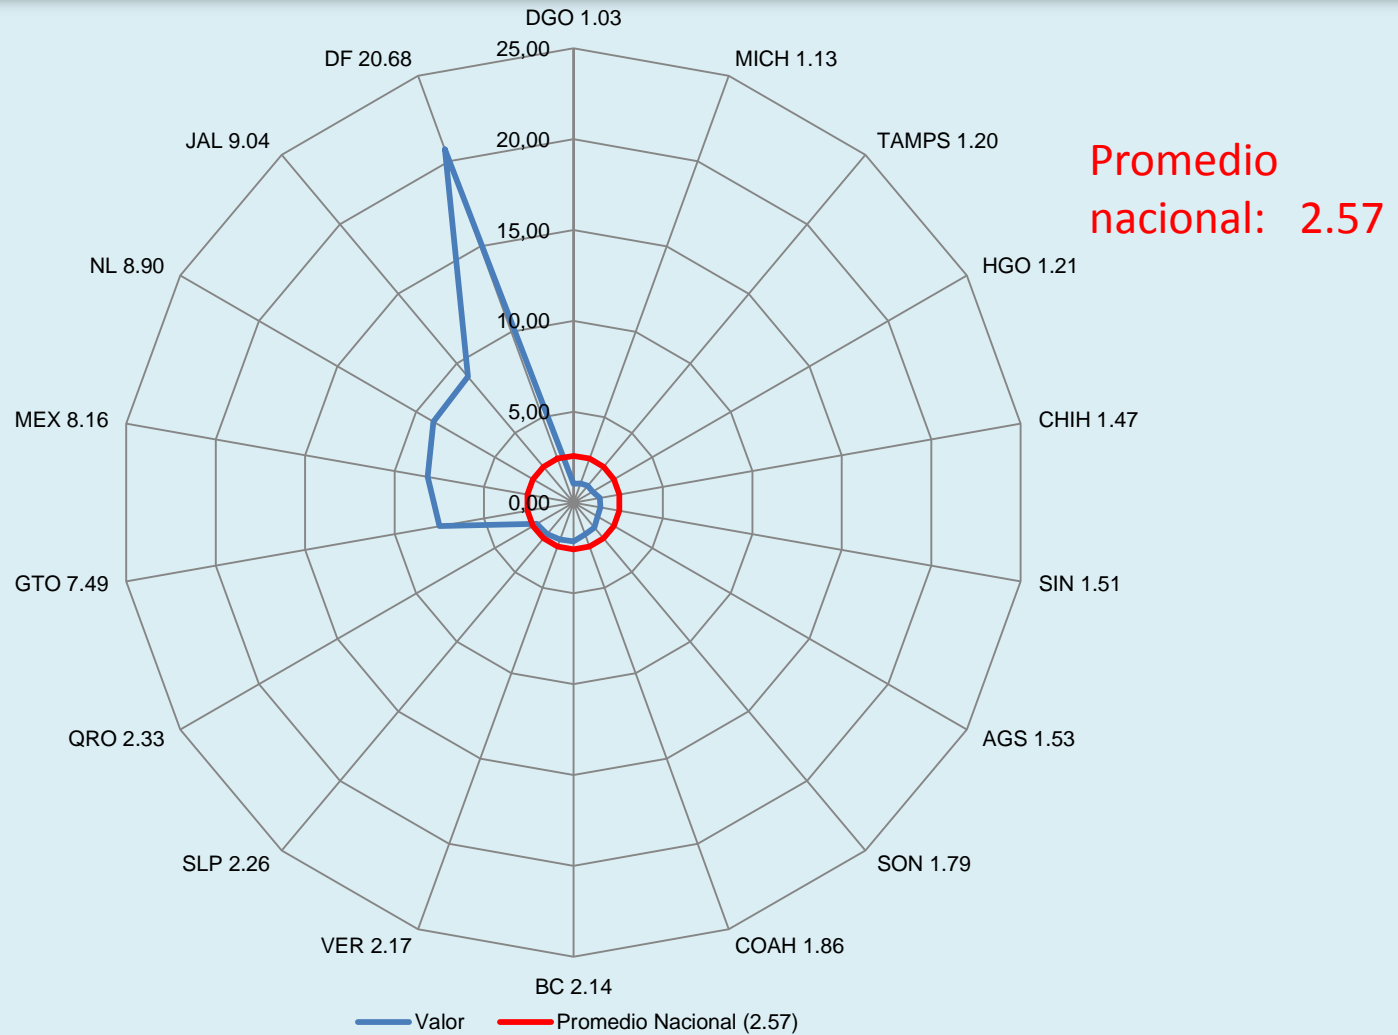 DGO 1.03
MICH 1.13
TAMPS 1.20
HGO 1.21
CHIH 1.47
SIN 1.51
AGS 1.53
SON 1.79
COAH 1.86
BC 2.14
VER 2.17
SLP 2.26
QRO 2.33
GTO 7.49
MEX 8.16
NL 8.90
JAL 9.04
DF 20.68
25,00
20,00
15,00
10,00
5,00
0,00
Promedio
nacional: 2.57
Valor
Promedio Nacional (2.57)